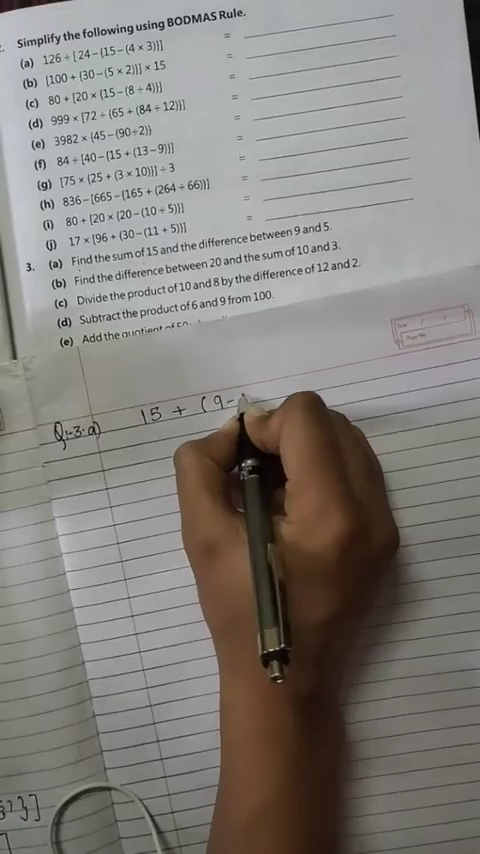 Simplify the following using BODMAS Rule.
(a) 126 ÷ [24 – {15 – (4 × 3)}] =
(b) [100 + {30 – (5 × 2)}] × 15 =
(c) 80 + [20 × {15 – (8 ÷ 4)}] =
(d) 999 × [72 ÷ {65 + (84 ÷ 12)}] =
(e) 3982 × {45 – (90 ÷ 2)} =
(f) 84 ÷ [40 – {15 + (13 – 9)}] =
(g) [75 × {25 + (3 × 10)}] ÷ 3 =
(h) 836 – [665 – {165 + (264 ÷ 66)}] =
(i) 80 + [20 × {20 – (10 ÷ 5)}] =
(j) 17 × [96 + {30 – (11 + 5)}] =
3. (a) Find the sum of 15 and the difference between 9 and 5.
(b) Find the difference between 20 and the sum of 10 and 3.
(c) Divide the product of 10 and 8 by the difference of 12 and 2.
(d) Subtract the product of 6 and 9 from 100.
(e) Add the quotient of
Q:-3.a) 15 + (9 –